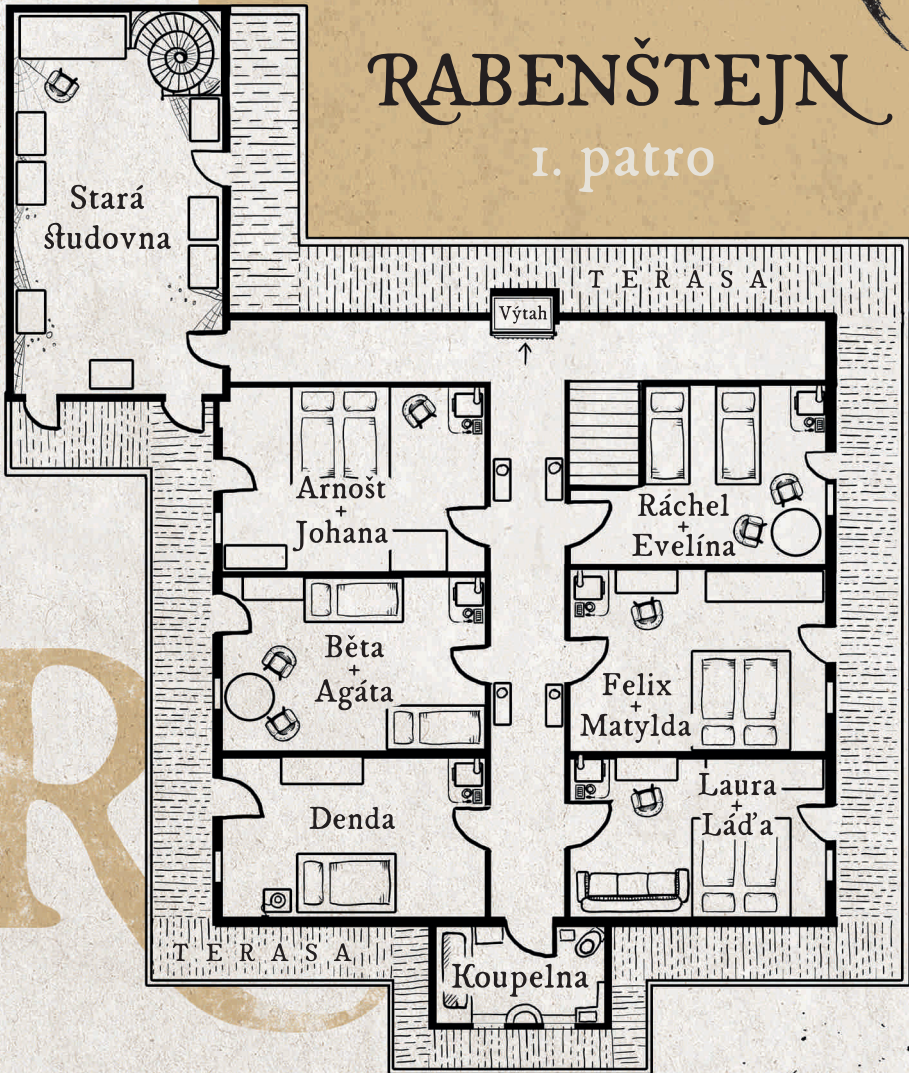 RABENŠTEJN
1. patro
Stará
studovna
TERASA
Výtah
Arnošt
+
Johana
Ráchel
+
Evelína
Běta
+
Agáta
Felix
+
Matylda
Denda
Laura
+
Láďa
TERASA
Koupelna
R